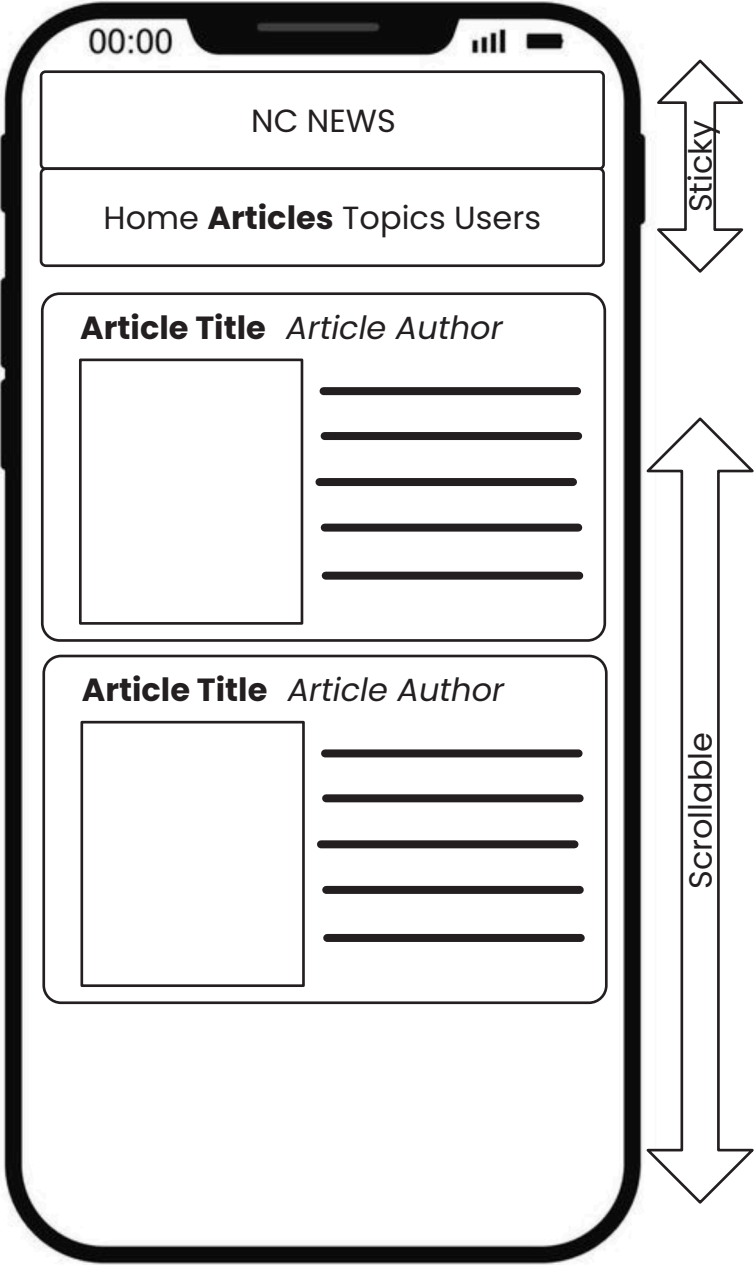 00:00
NC NEWS
Sticky
Home Articles Topics Users
Article Title Article Author
Article Title Article Author
Scrollable